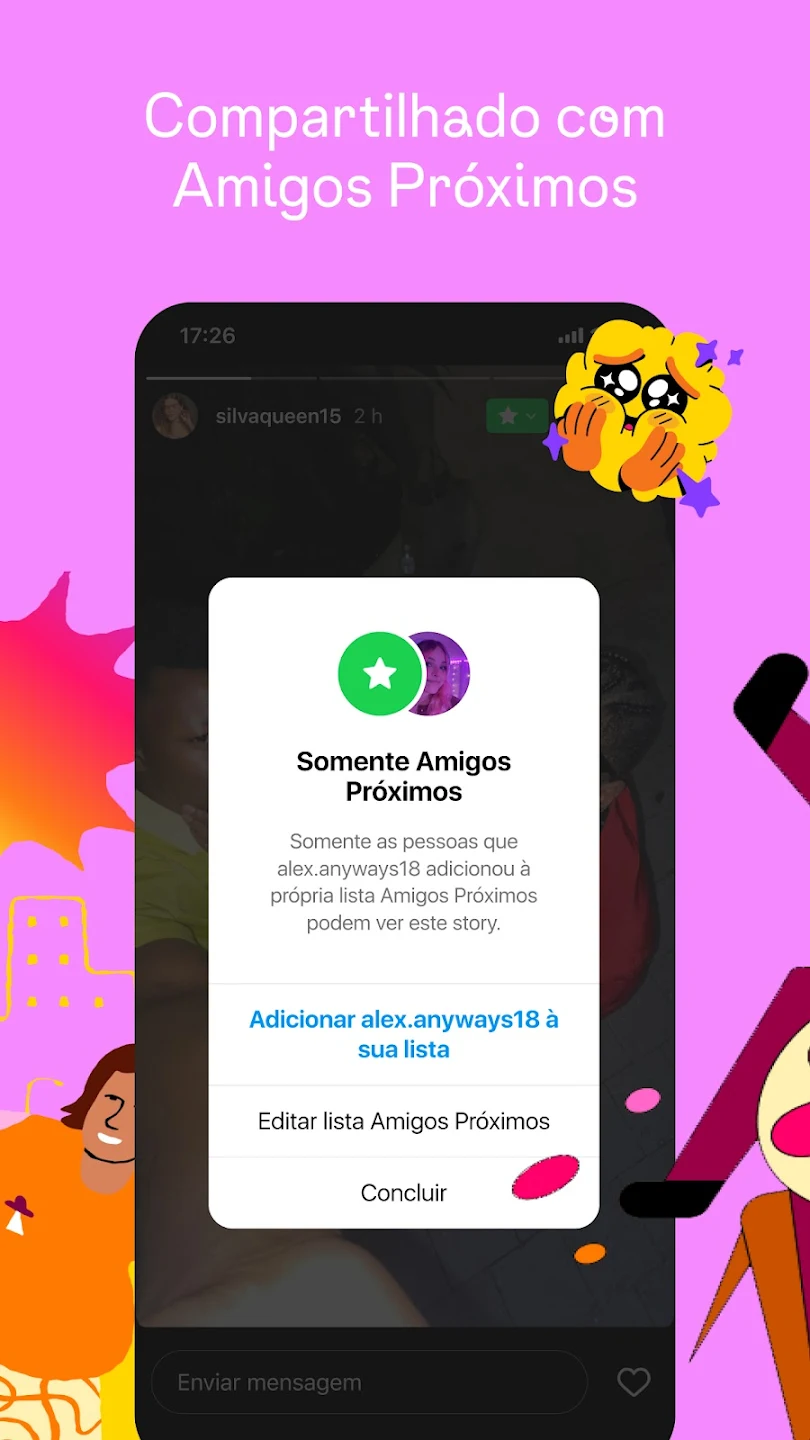 Compartilhado com
Amigos Próximos
17:26
silvaqueen15 2 h
Somente Amigos
Próximos
Somente as pessoas que
alex.anyways18 adicionou à
própria lista Amigos Próximos
podem ver este story.
Adicionar alex.anyways18 à
sua lista
Editar lista Amigos Próximos
Concluir
Enviar mensagem